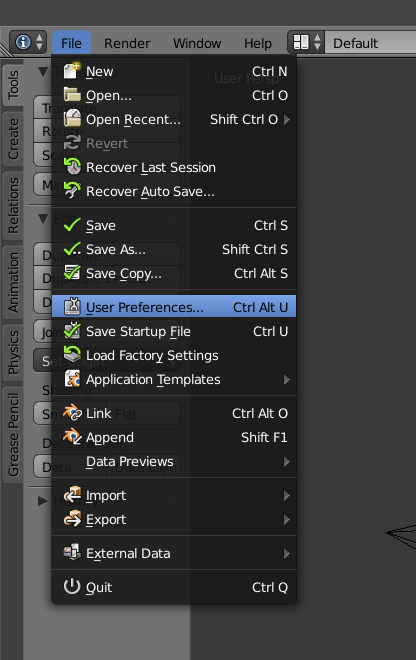 File Render Window Help Default
User Persp
New Ctrl N
Open... Ctrl O
Open Recent... Shift Ctrl O
Revert
Recover Last Session
Recover Auto Save...
Save Ctrl S
Save As... Shift Ctrl S
Save Copy... Ctrl Alt S
User Preferences... Ctrl Alt U
Save Startup File Ctrl U
Load Factory Settings
Application Templates
Link Ctrl Alt O
Append Shift F1
Data Previews
Import
Export
External Data
Quit Ctrl Q
Tools
Create
Relations
Animation
Physics
Grease Pencil